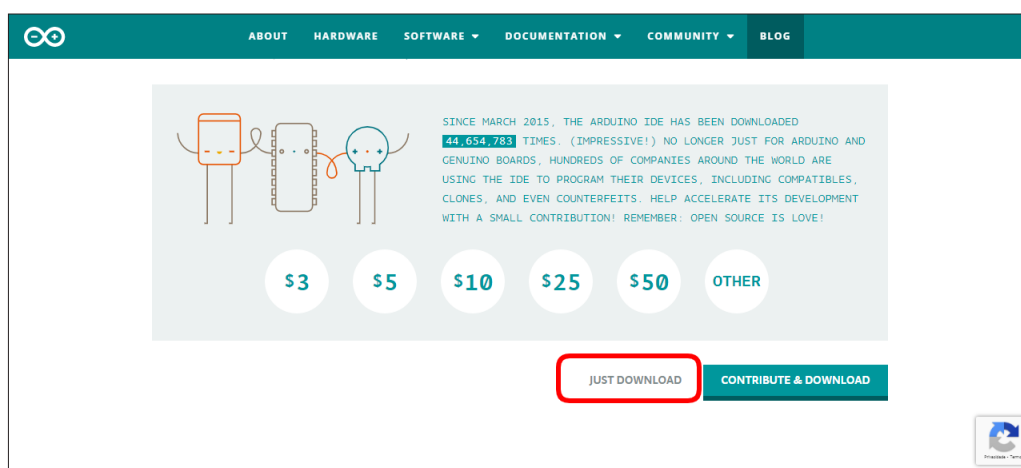 ABOUT HARDWARE SOFTWARE DOCUMENTATION COMMUNITY BLOG
SINCE MARCH 2015, THE ARDUINO IDE HAS BEEN DOWNLOADED
44,654,783 TIMES. (IMPRESSIVE!) NO LONGER JUST FOR ARDUINO AND
GENUINO BOARDS, HUNDREDS OF COMPANIES AROUND THE WORLD ARE
USING THE IDE TO PROGRAM THEIR DEVICES, INCLUDING COMPATIBLES,
CLONES, AND EVEN COUNTERFEITS. HELP ACCELERATE ITS DEVELOPMENT
WITH A SMALL CONTRIBUTION! REMEMBER: OPEN SOURCE IS LOVE!
$3 $5 $10 $25 $50 OTHER
JUST DOWNLOAD CONTRIBUTE & DOWNLOAD